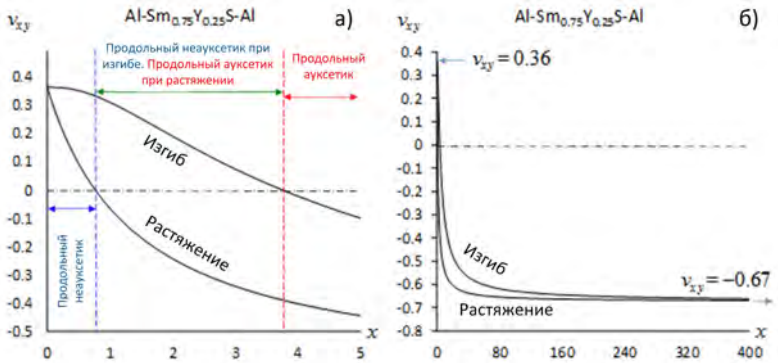 Al-Sm0.75Y0.25S-Al
а)
νxy
Продольный неауксетик при
изгибе. Продольный ауксетик
при растяжении
Продольный
ауксетик
0.4
0.3
0.2
0.1
0
-0.1
-0.2
-0.3
-0.4
-0.5
Изгиб
Растяжение
Продольный
неауксетик
0
1
2
3
4
5
x
Al-Sm0.75Y0.25S-Al
б)
νxy
νxy = 0.36
0.4
0.3
0.2
0.1
0
-0.1
-0.2
-0.3
-0.4
-0.5
-0.6
-0.7
-0.8
Изгиб
νxy = −0.67
Растяжение
0
80
160
240
320
400
x